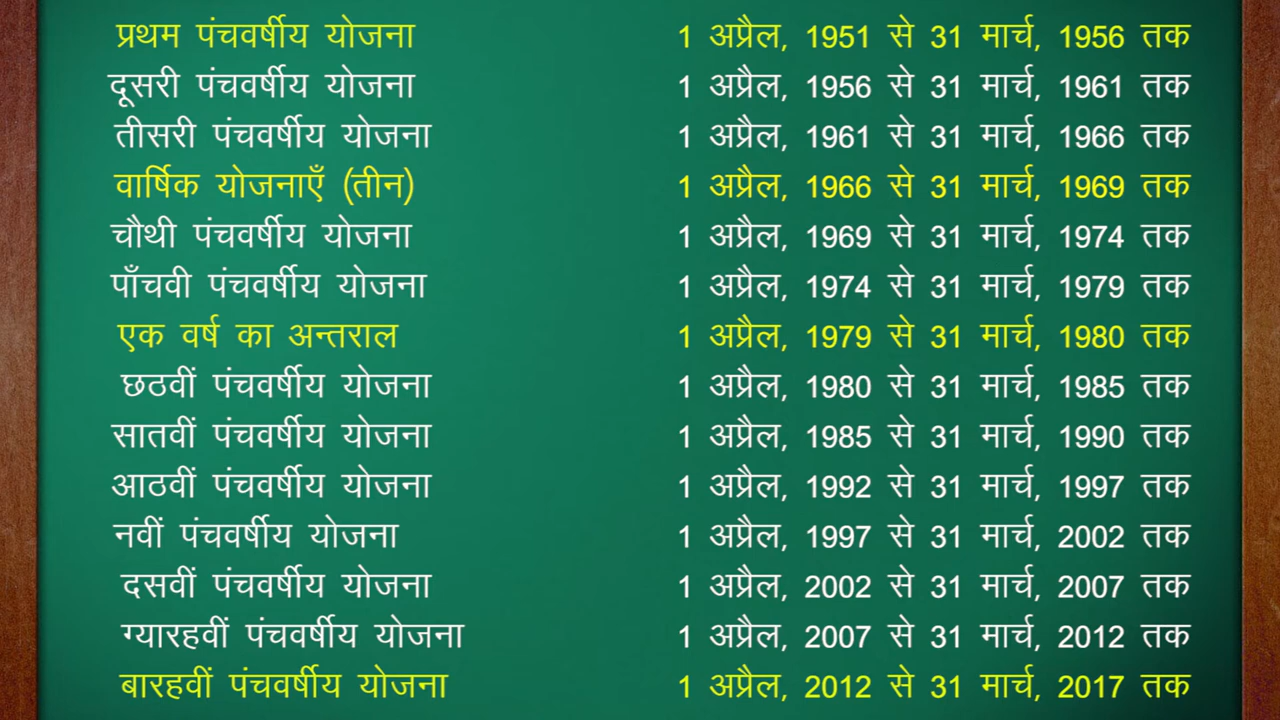 प्रथम पंचवर्षीय योजना 1 अप्रैल, 1951 से 31 मार्च, 1956 तक
दूसरी पंचवर्षीय योजना 1 अप्रैल, 1956 से 31 मार्च, 1961 तक
तीसरी पंचवर्षीय योजना 1 अप्रैल, 1961 से 31 मार्च, 1966 तक
वार्षिक योजनाएँ (तीन) 1 अप्रैल, 1966 से 31 मार्च, 1969 तक
चौथी पंचवर्षीय योजना 1 अप्रैल, 1969 से 31 मार्च, 1974 तक
पाँचवी पंचवर्षीय योजना 1 अप्रैल, 1974 से 31 मार्च, 1979 तक
एक वर्ष का अन्तराल 1 अप्रैल, 1979 से 31 मार्च, 1980 तक
छठवीं पंचवर्षीय योजना 1 अप्रैल, 1980 से 31 मार्च, 1985 तक
सातवीं पंचवर्षीय योजना 1 अप्रैल, 1985 से 31 मार्च, 1990 तक
आठवीं पंचवर्षीय योजना 1 अप्रैल, 1992 से 31 मार्च, 1997 तक
नवीं पंचवर्षीय योजना 1 अप्रैल, 1997 से 31 मार्च, 2002 तक
दसवीं पंचवर्षीय योजना 1 अप्रैल, 2002 से 31 मार्च, 2007 तक
ग्यारहवीं पंचवर्षीय योजना 1 अप्रैल, 2007 से 31 मार्च, 2012 तक
बारहवीं पंचवर्षीय योजना 1 अप्रैल, 2012 से 31 मार्च, 2017 तक